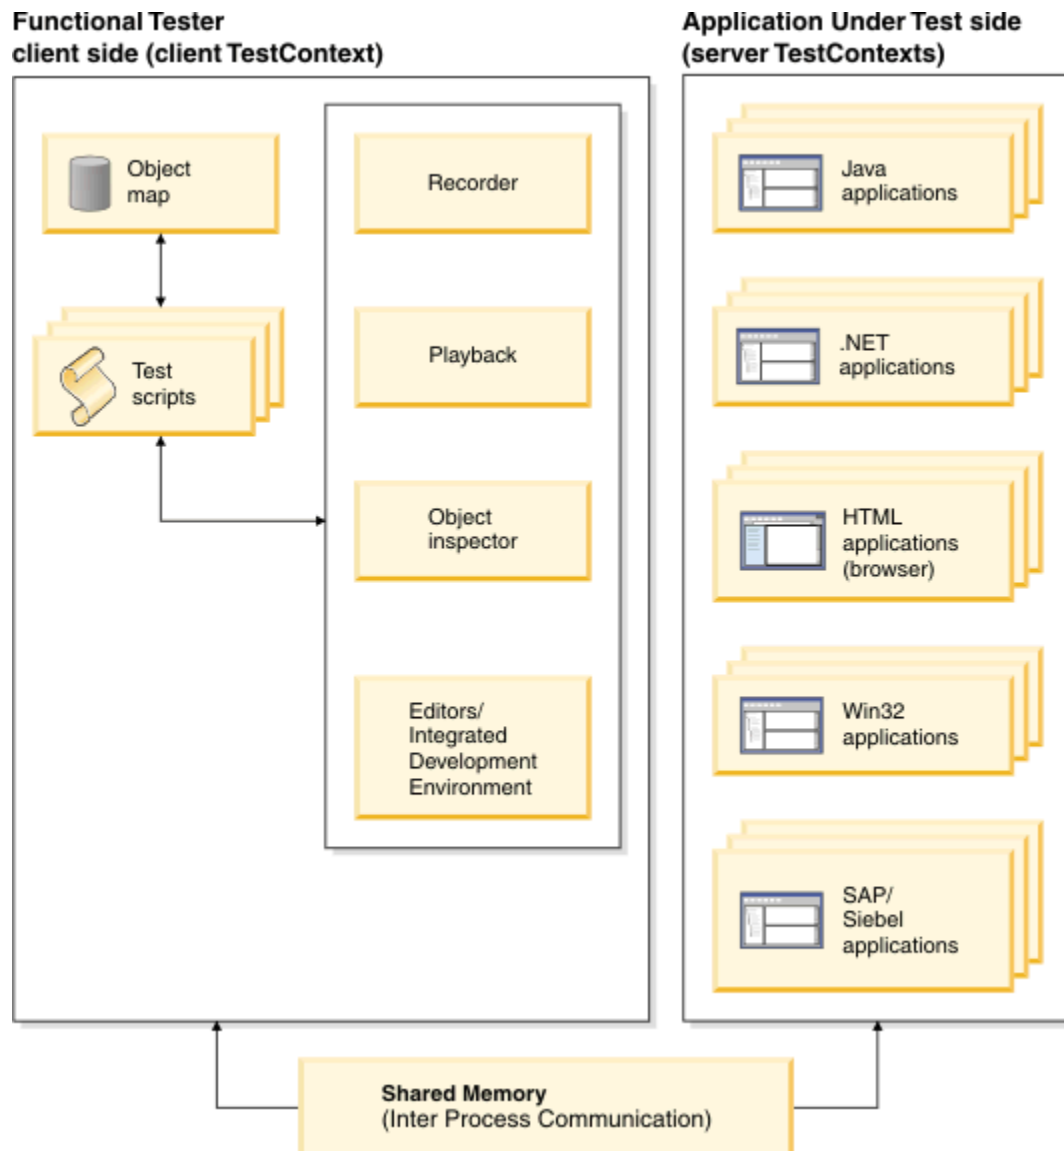 Functional Tester
client side (client TestContext)
Object
map
Test
scripts
Recorder
Playback
Object
inspector
Editors/
Integrated
Development
Environment
Application Under Test side
(server TestContexts)
Java
applications
.NET
applications
HTML
applications
(browser)
Win32
applications
SAP/
Siebel
applications
Shared Memory
(Inter Process Communication)